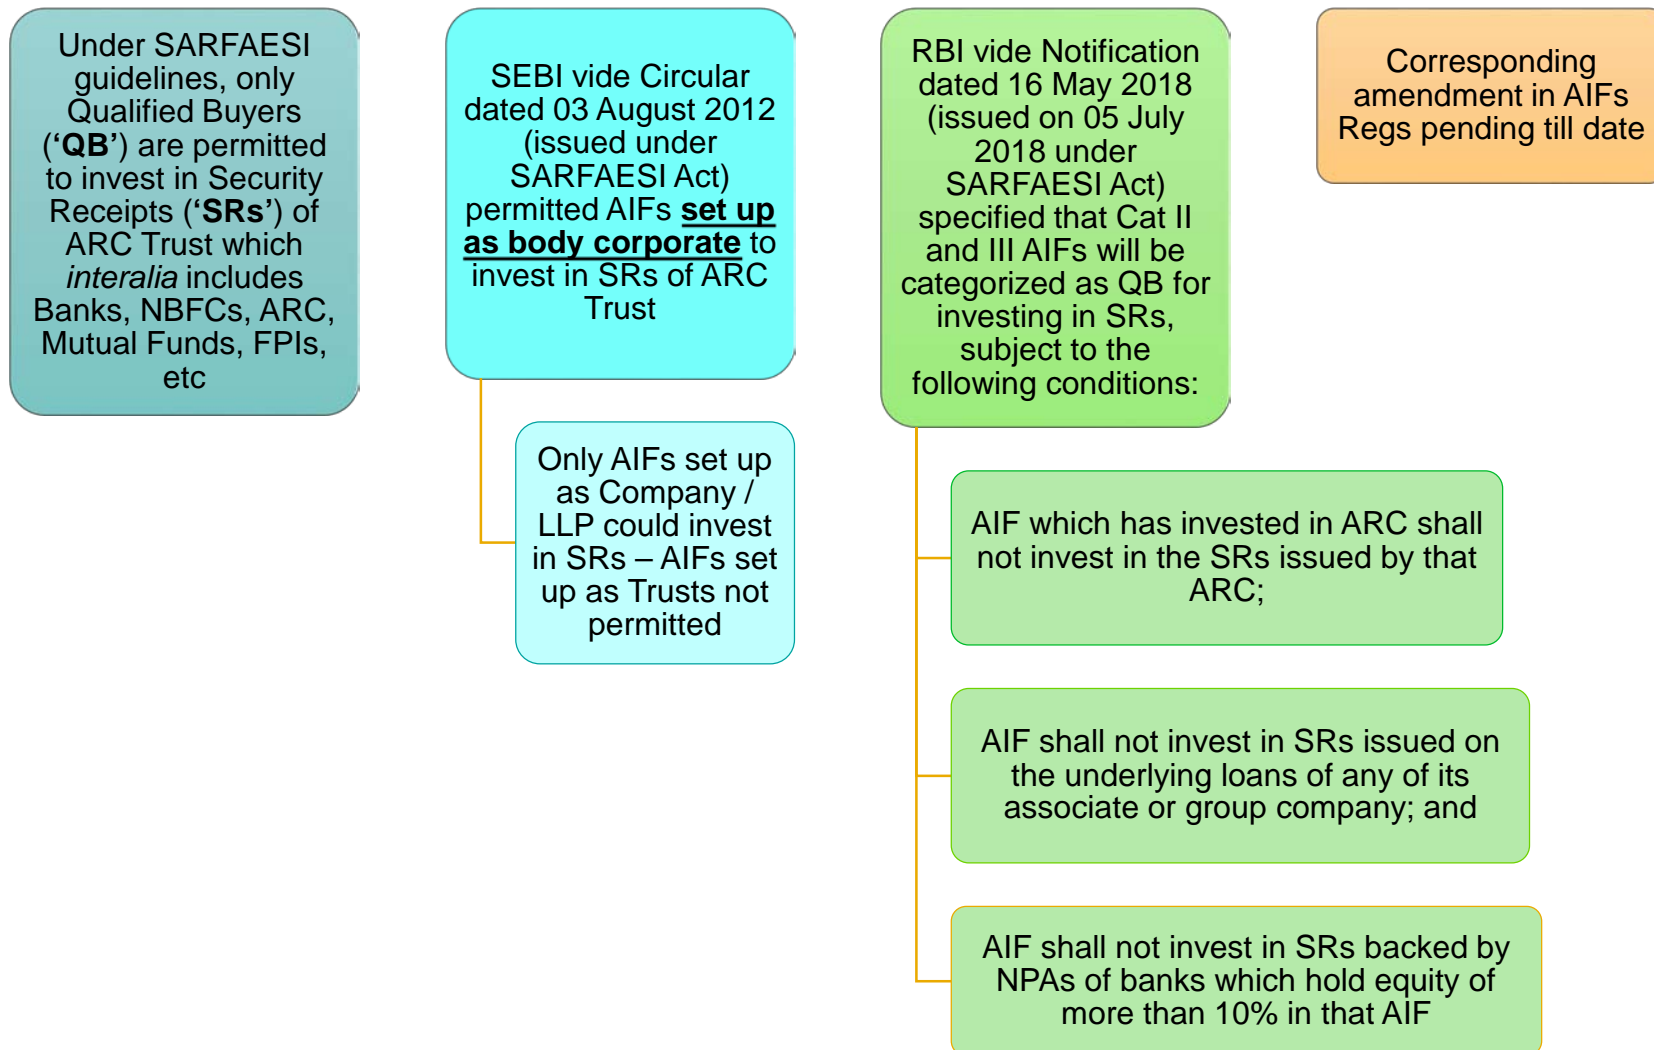 Under SARFAESI
guidelines, only
Qualified Buyers
(‘QB’) are permitted
to invest in Security
Receipts (‘SRs’) of
ARC Trust which
interalia includes
Banks, NBFCs, ARC,
Mutual Funds, FPIs,
etc
SEBI vide Circular
dated 03 August 2012
(issued under
SARFAESI Act)
permitted AIFs set up
as body corporate to
invest in SRs of ARC
Trust
Only AIFs set up
as Company /
LLP could invest
in SRs – AIFs set
up as Trusts not
permitted
RBI vide Notification
dated 16 May 2018
(issued on 05 July
2018 under
SARFAESI Act)
specified that Cat II
and III AIFs will be
categorized as QB for
investing in SRs,
subject to the
following conditions:
AIF which has invested in ARC shall
not invest in the SRs issued by that
ARC;
AIF shall not invest in SRs issued on
the underlying loans of any of its
associate or group company; and
AIF shall not invest in SRs backed by
NPAs of banks which hold equity of
more than 10% in that AIF
Corresponding
amendment in AIFs
Regs pending till date